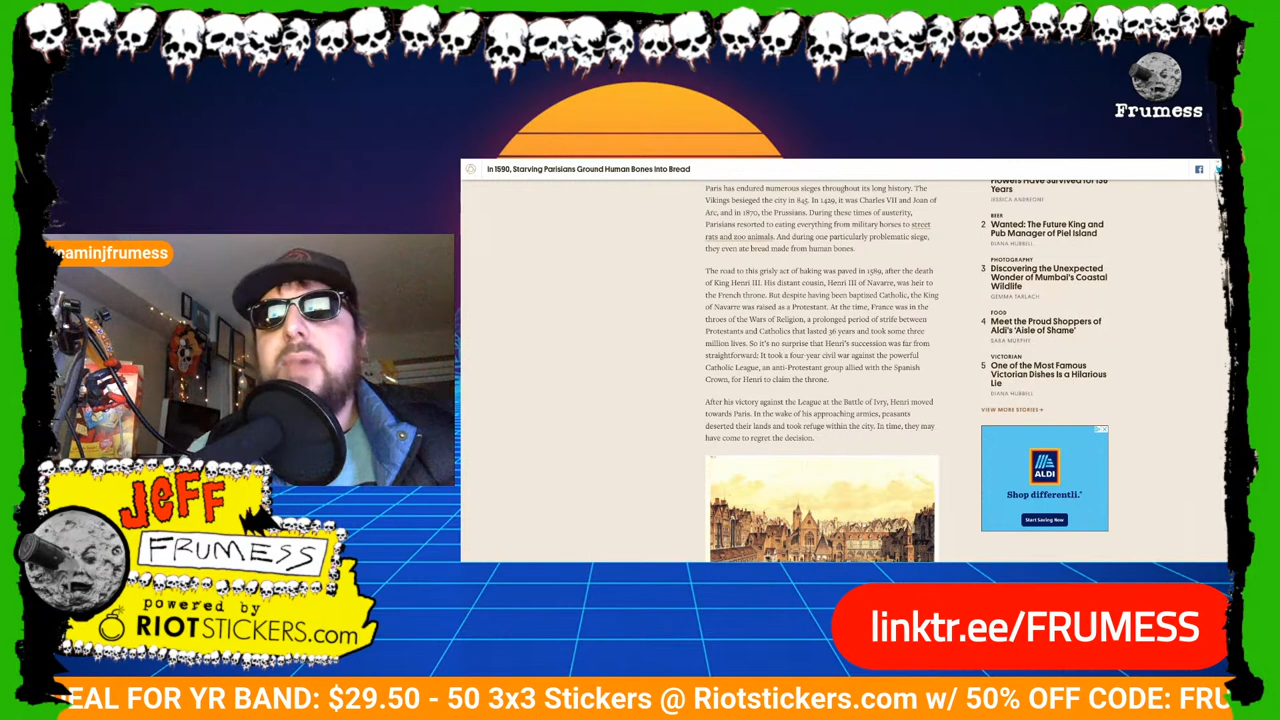 Frumess
In 1590, Starving Parisians Ground Human Bones Into Bread
Paris has endured numerous sieges throughout its long history. The
Vikings besieged the city in 845. In 1429, it was Charles VII and Joan of
Arc, and in 1870, the Prussians. During these times of austerity,
Parisians resorted to eating everything from military horses to street
rats and zoo animals. And during one particularly problematic siege,
they even ate bread made from human bones.
The road to this grisly act of baking was paved in 1589, after the death
of King Henri III. His distant cousin, Henri III of Navarre, was heir to
the French throne. But despite having been baptized Catholic, the King
of Navarre was raised as a Protestant. At the time, France was in the
throes of the Wars of Religion, a prolonged period of strife between
Protestants and Catholics that lasted 36 years and took some three
million lives. So it's no surprise that Henri's succession was far from
straightforward: It took a four-year civil war against the powerful
Catholic League, an anti-Protestant group allied with the Spanish
Crown, for Henri to claim the throne.
After his victory against the League at the Battle of Ivry, Henri moved
towards Paris. In the wake of his approaching armies, peasants
deserted their lands and took refuge within the city. In time, they may
have come to regret the decision.
Flowers Have Survived for 130
Years
JESSICA ANDREONE
BEER
2 Wanted: The Future King and
Pub Manager of Piel Island
DIANA HUBBELL
PHOTOGRAPHY
3 Discovering the Unexpected
Wonder of Mumbai's Coastal
Wildlife
GEMMA TARLACH
FOOD
4 Meet the Proud Shoppers of
Aldi's 'Aisle of Shame'
SARA MURPHY
VICTORIAN
5 One of the Most Famous
Victorian Dishes Is a Hilarious
Lie
DIANA HUBBELL
VIEW MORE STORIES
ALDI
Shop differentli.
Start Saving Now
aminjfrumess
JEFF
FRUMESS
powered by
RIOTSTICKERS.com
linktr.ee/FRUMESS
EAL FOR YR BAND: $29.50 - 50 3x3 Stickers @ Riotstickers.com w/ 50% OFF CODE: FRU